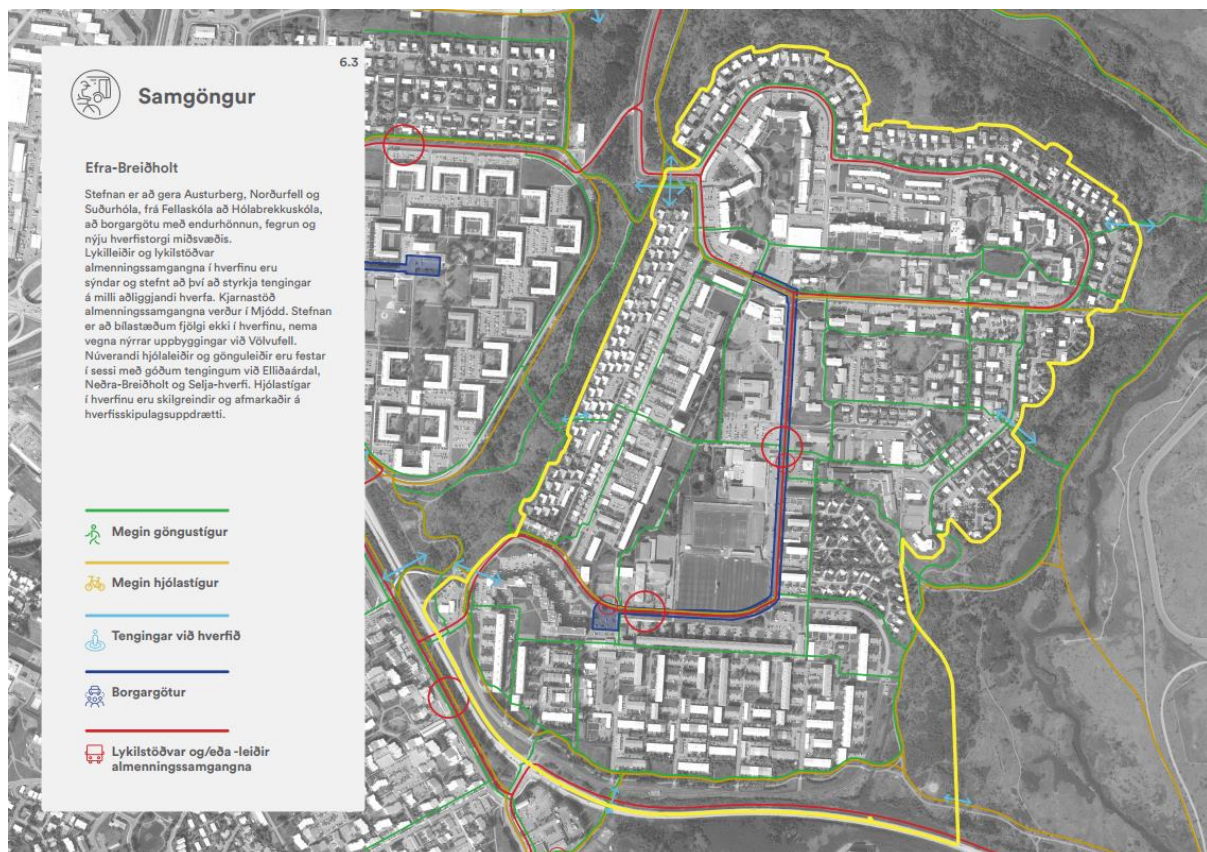 6.3
Samgöngur
Efra-Breiðholt
Stefnan er að gera Austurberg, Norðurfell og
Suðurhóla, frá Fellaskóla að Hólabrekkuskóla,
að borgargötu með endurhönnun, fegrun og
nýju hverfistorgi miðsvæðis.
Lykilleiðir og lykilstöðvar
almenningssamgangna í hverfinu eru
sýndar og stefnt að því að styrkja tengingar
á milli aðliggjandi hverfa. Kjarnastöð
almenningssamgangna verður í Mjódd. Stefnan
er að bílastæðum fjölgi ekki í hverfinu, nema
vegna nýrrar uppbyggingar við Völvufell.
Núverandi hjólaleiðir og gönguleiðir eru festar
í sessi með góðum tengingum við Elliðaárdal,
Neðra-Breiðholt og Selja-hverfi. Hjólastígar
í hverfinu eru skilgreindir og afmarkaðir á
hverfisskipulagsuppdrætti.
Megin göngustígur
Megin hjólastígur
Tengingar við hverfið
Borgargötur
Lykilstöðvar og/eða -leiðir
almenningssamgangna